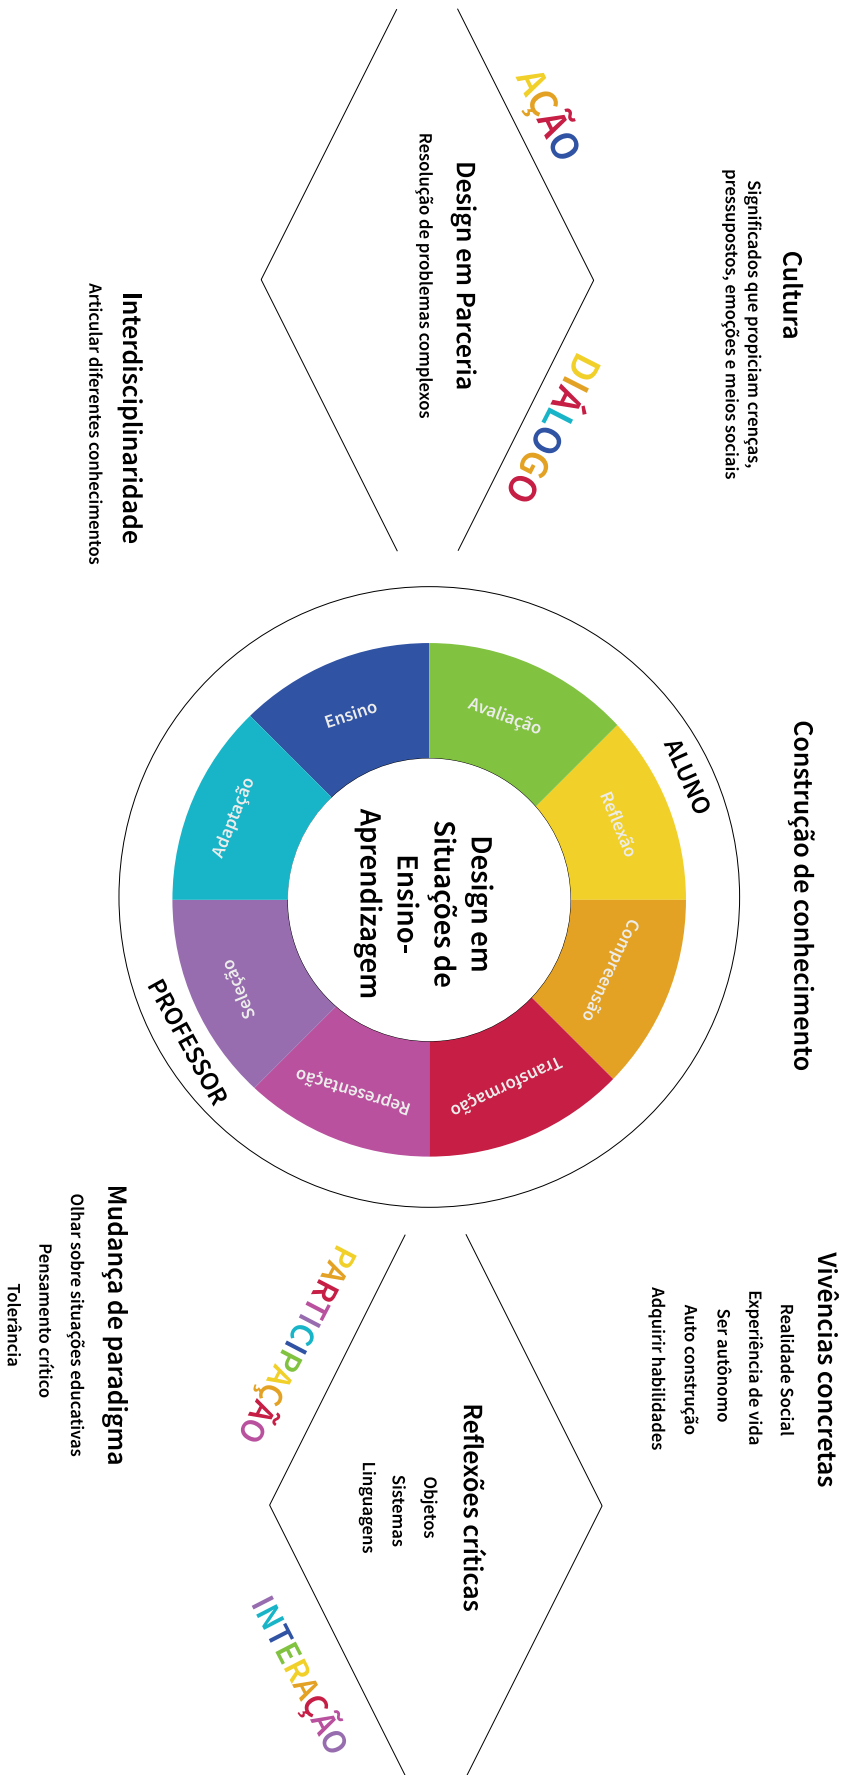 Cultura
Significados que propiciam crenças,
pressupostos, emoções e meios sociais
AÇÃO
DIÁLOGO
Design em Parceria
Resolução de problemas complexos
Interdisciplinaridade
Articular diferentes conhecimentos
Construção de conhecimento
ALUNO
Avaliação
Reflexão
Compreensão
Transformação
Representação
Seleção
Adaptação
Ensino
Design em
Situações de
Ensino-
Aprendizagem
PROFESSOR
Vivências concretas
Realidade Social
Experiência de vida
Ser autônomo
Auto construção
Adquirir habilidades
Reflexões críticas
Objetos
Sistemas
Linguagens
PARTICIPAÇÃO
INTERAÇÃO
Mudança de paradigma
Olhar sobre situações educativas
Pensamento crítico
Tolerância